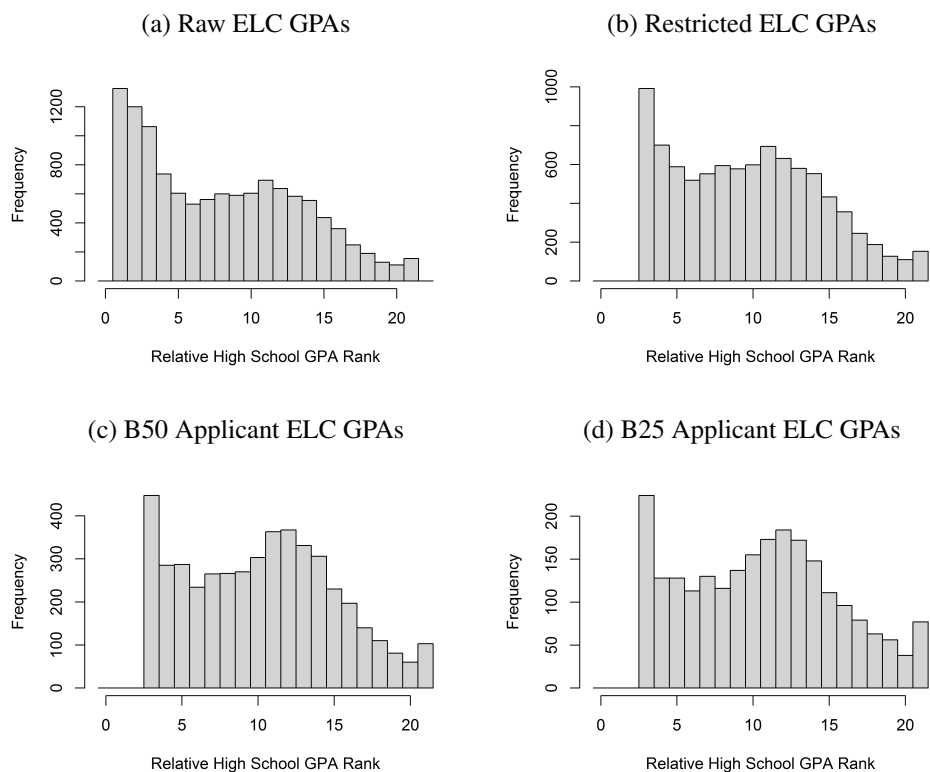 (a) Raw ELC GPAs
Frequency
0 400 800 1200
0 5 10 15 20
Relative High School GPA Rank
(b) Restricted ELC GPAs
Frequency
0 200 600 1000
0 5 10 15 20
Relative High School GPA Rank
(c) B50 Applicant ELC GPAs
Frequency
0 100 200 300 400
0 5 10 15 20
Relative High School GPA Rank
(d) B25 Applicant ELC GPAs
Frequency
0 50 100 150 200
0 5 10 15 20
Relative High School GPA Rank